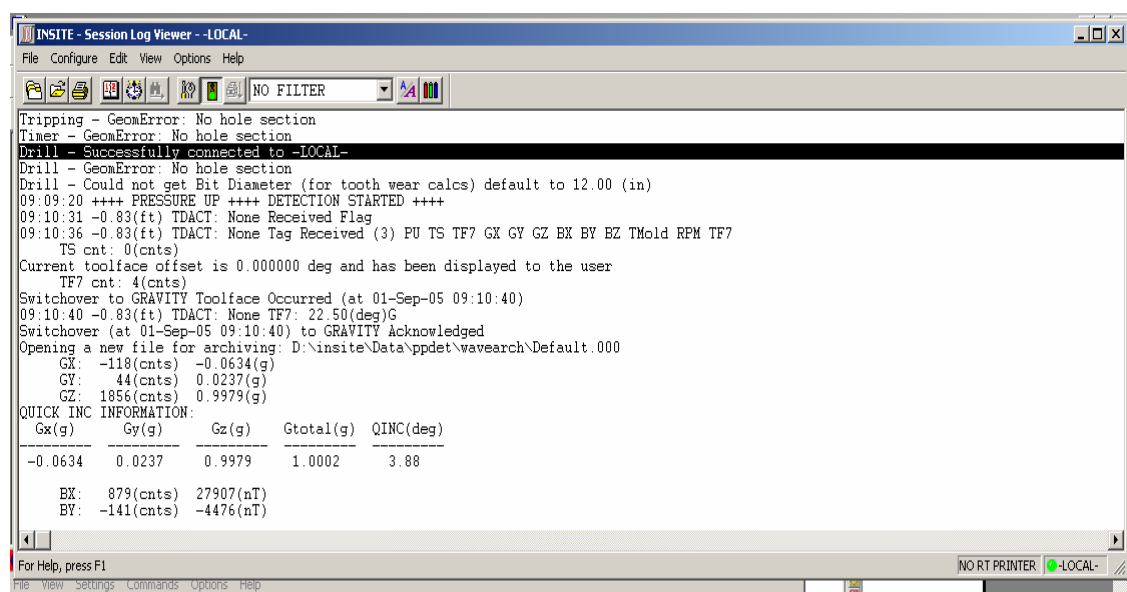 INSITE - Session Log Viewer - -LOCAL-
File Configure Edit View Options Help
NO FILTER
Tripping - GeomError: No hole section
Timer - GeomError: No hole section
Drill - Successfully connected to -LOCAL-
Drill - GeomError: No hole section
Drill - Could not get Bit Diameter (for tooth wear calcs) default to 12.00 (in)
09:09:20 ++++ PRESSURE UP ++++ DETECTION STARTED ++++
09:10:31 -0.83(ft) TDACT: None Received Flag
09:10:36 -0.83(ft) TDACT: None Tag Received (3) PU TS TF7 GX GY GZ BX BY BZ TMold RPM TF7
TS cnt: 0(cnts)
Current toolface offset is 0.000000 deg and has been displayed to the user
TF7 cnt: 4(cnts)
Switchover to GRAVITY Toolface Occurred (at 01-Sep-05 09:10:40)
09:10:40 -0.83(ft) TDACT: None TF7: 22.50(deg)G
Switchover (at 01-Sep-05 09:10:40) to GRAVITY Acknowledged
Opening a new file for archiving: D:\insite\Data\ppdet\wavearch\Default.000
GX: -118(cnts) -0.0634(g)
GY: 44(cnts) 0.0237(g)
GZ: 1856(cnts) 0.9979(g)
QUICK INC INFORMATION:
Gx(g) Gy(g) Gz(g) Gtotal(g) QINC(deg)
--------- --------- --------- --------- ---------
-0.0634 0.0237 0.9979 1.0002 3.88
BX: 879(cnts) 27907(nT)
BY: -141(cnts) -4476(nT)
For Help, press F1
NO RT PRINTER -LOCAL-
File View Settings Commands Options Help